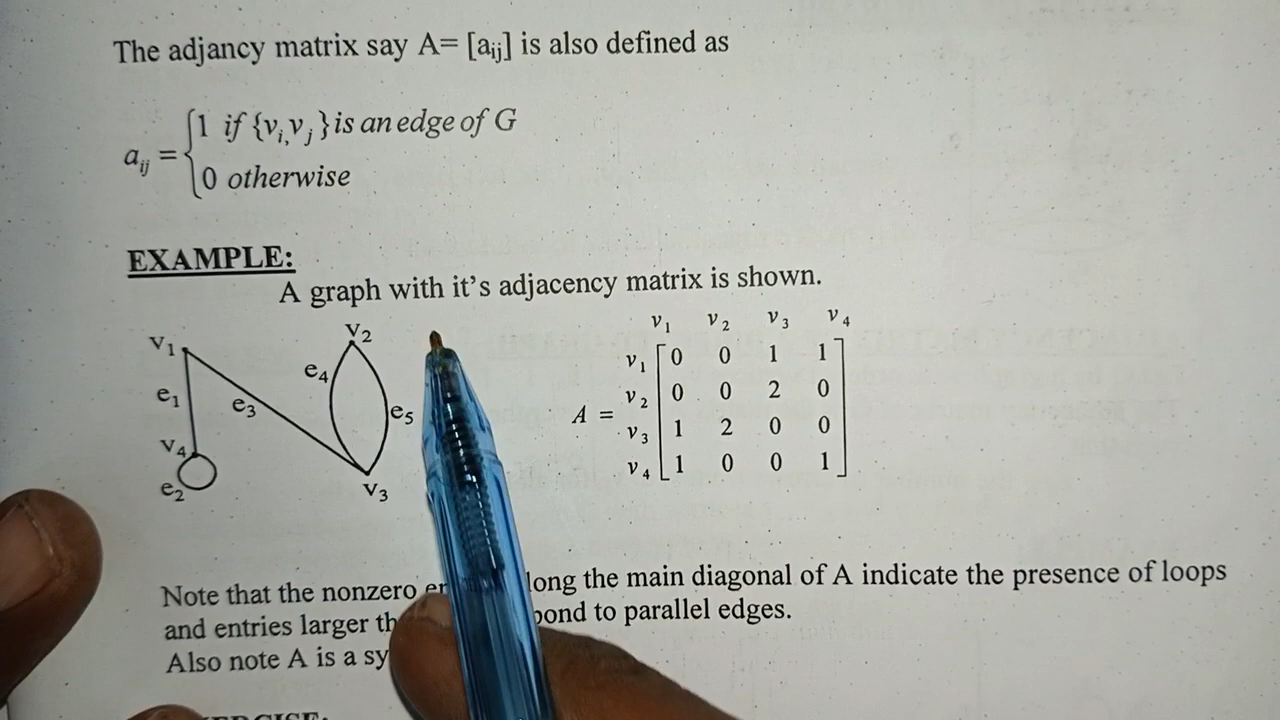 The adjancy matrix say A= [aij] is also defined as
aij = {1 if {vi, vj } is an edge of G
0 otherwise
EXAMPLE:
A graph with it's adjacency matrix is shown.
v1 v2 v3 v4
v1 0 0 1 1
v2 0 0 2 0
A =
v3 1 2 0 0
v4 1 0 0 1
V1
V2
e4
e1
e3
e5
V4
e2
V3
Note that the nonzero long the main diagonal of A indicate the presence of loops
and entries larger to parallel edges.
Also note A is a